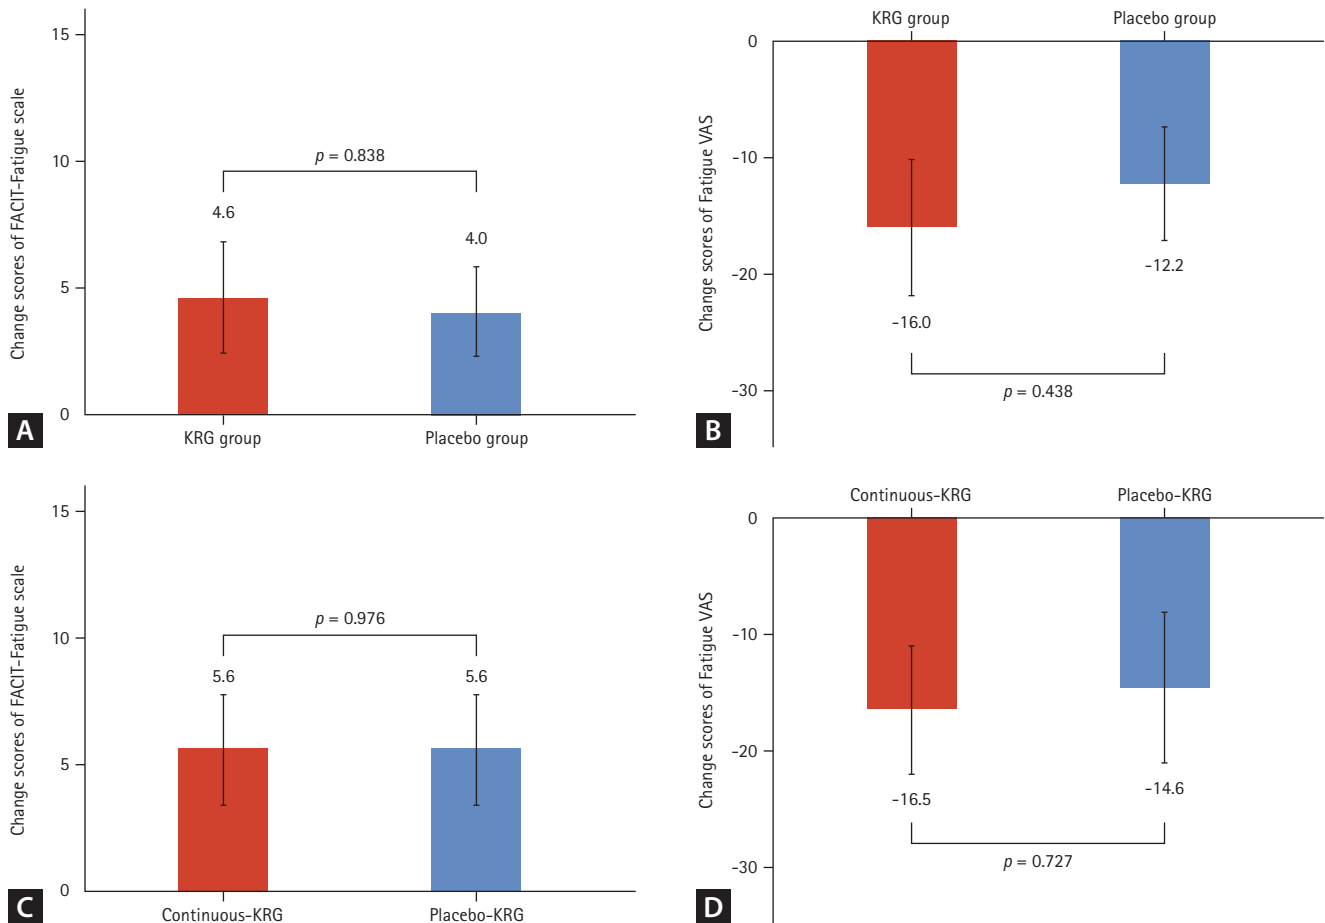 Change scores of FACIT-Fatigue scale
15
10
5
0
p = 0.838
4.6
4.0
KRG group
Placebo group
A
Change scores of Fatigue VAS
KRG group
Placebo group
0
-10
-20
-30
-16.0
-12.2
p = 0.438
B
Change scores of FACIT-Fatigue scale
15
10
5
0
p = 0.976
5.6
5.6
Continuous-KRG
Placebo-KRG
C
Change scores of Fatigue VAS
Continuous-KRG
Placebo-KRG
0
-10
-20
-30
-16.5
-14.6
p = 0.727
D